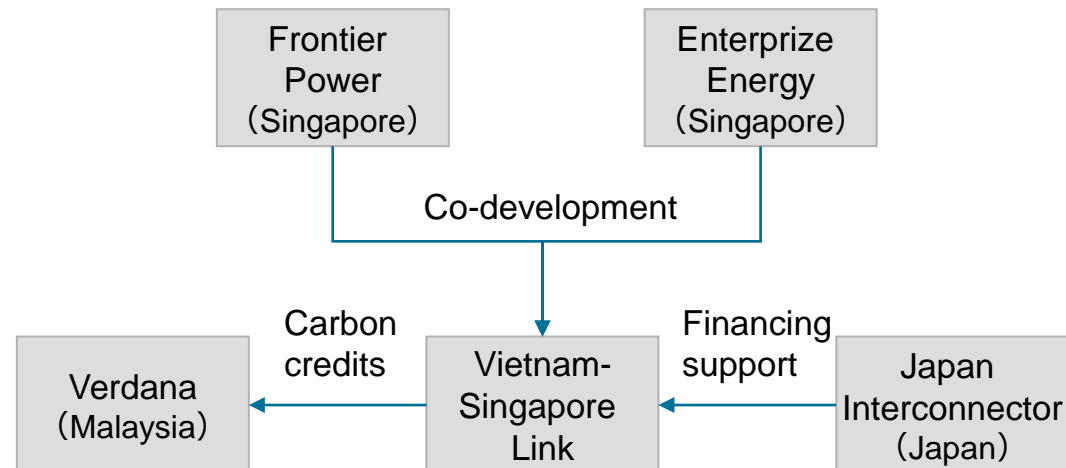 Frontier
Power
（Singapore）
Enterprize
Energy
（Singapore）
Co-development
Carbon
credits
Financing
support
Verdana
（Malaysia）
Vietnam-
Singapore
Link
Japan
Interconnector
（Japan）